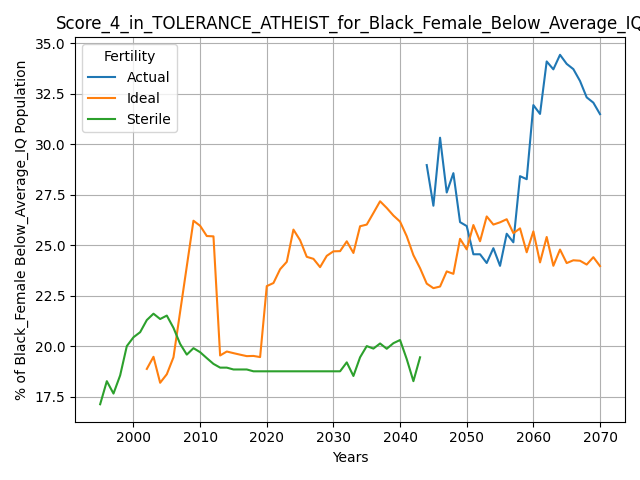 Score_4_in_TOLERANCE_ATHEIST_for_Black_Female_Below_Average_IQ
Fertility
Actual
Ideal
Sterile
% of Black_Female Below_Average_IQ Population
35.0
32.5
30.0
27.5
25.0
22.5
20.0
17.5
2000 2010 2020 2030 2040 2050 2060 2070
Years